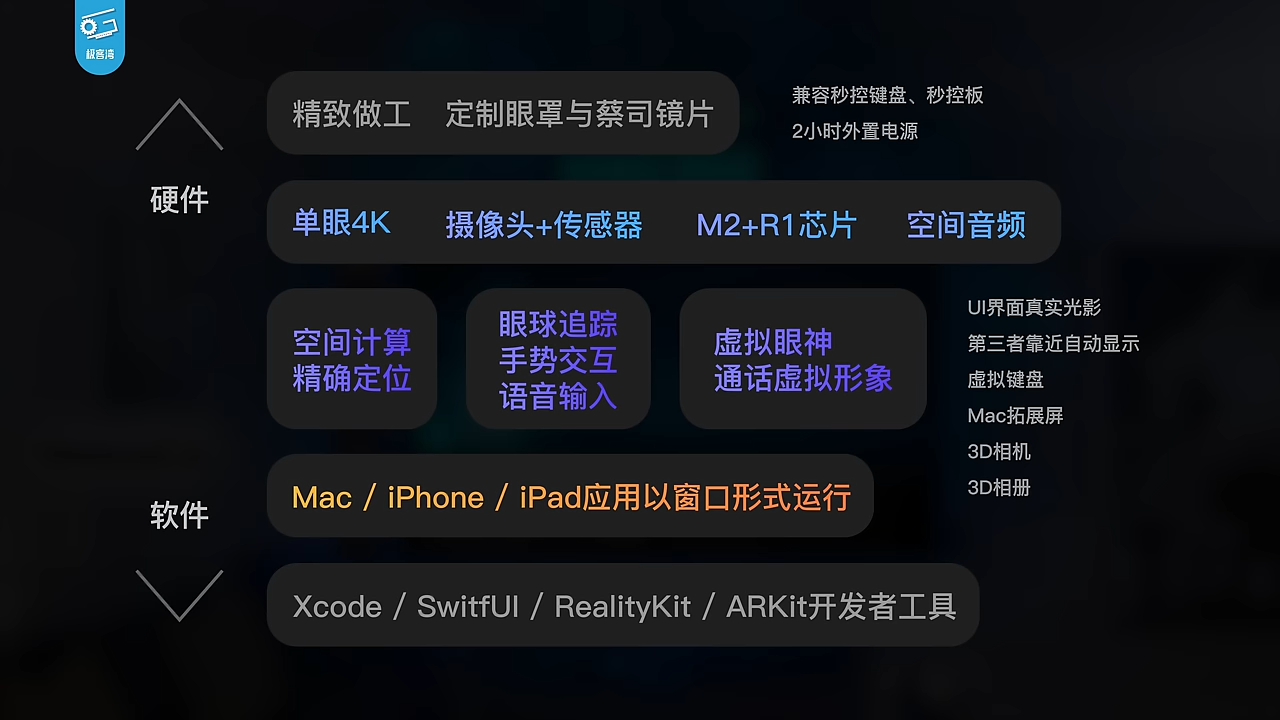 极客湾
精致做工 定制眼罩与蔡司镜片
兼容秒控键盘、秒控板
2小时外置电源
硬件
单眼4K 摄像头+传感器 M2+R1芯片 空间音频
空间计算
精确定位
眼球追踪
手势交互
语音输入
虚拟眼神
通话虚拟形象
UI界面真实光影
第三者靠近自动显示
虚拟键盘
Mac拓展屏
3D相机
3D相册
软件
Mac / iPhone / iPad应用以窗口形式运行
Xcode / SwitfUI / RealityKit / ARKit开发者工具